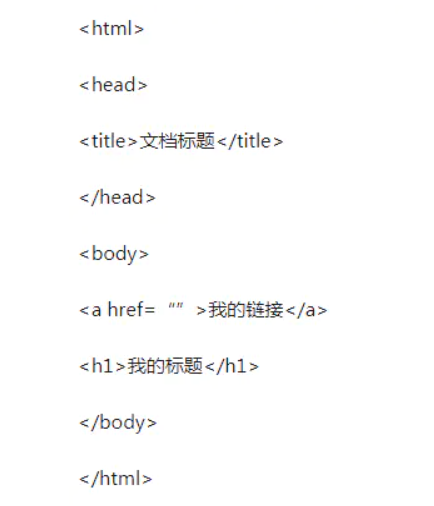 <html>
<head>
<title>文档标题</title>
</head>
<body>
<a href=“”>我的链接</a>
<h1>我的标题</h1>
</body>
</html>